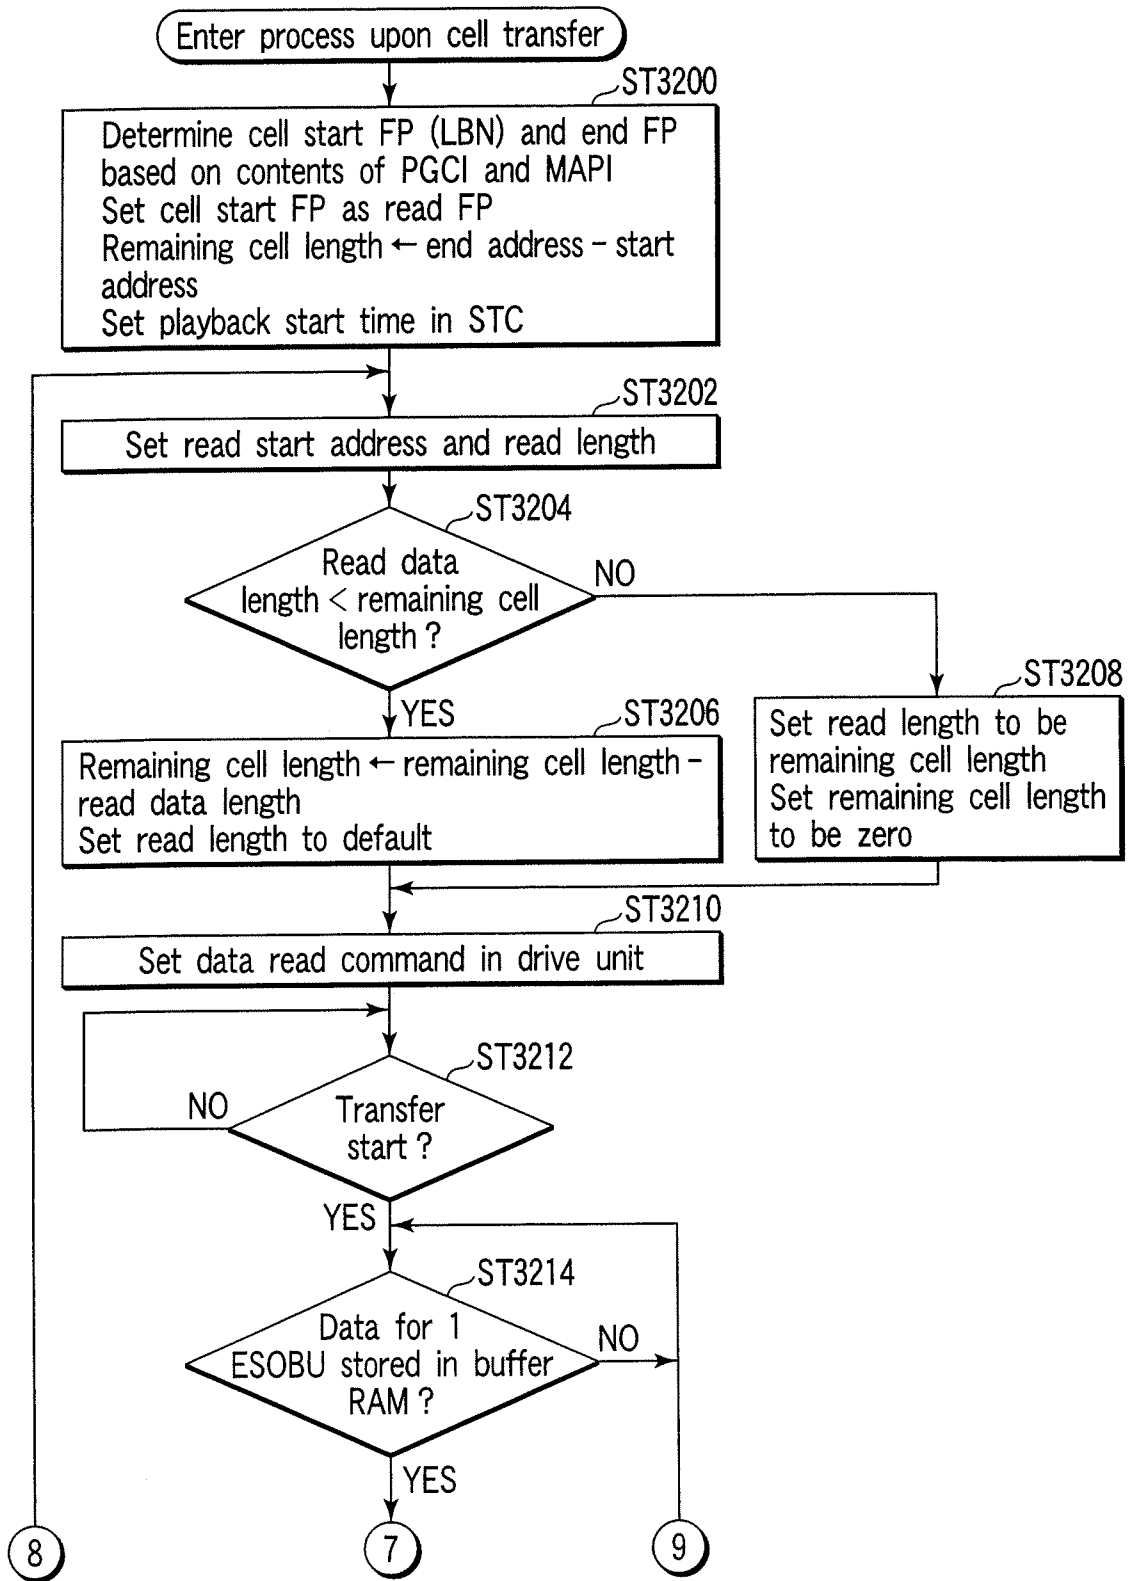 Enter process upon cell transfer
ST3200
Determine cell start FP (LBN) and end FP
based on contents of PGCI and MAPI
Set cell start FP as read FP
Remaining cell length ← end address – start
address
Set playback start time in STC
ST3202
Set read start address and read length
ST3204
Read data
length < remaining cell
length ?
NO
YES
ST3206
Remaining cell length ← remaining cell length –
read data length
Set read length to default
ST3208
Set read length to be
remaining cell length
Set remaining cell length
to be zero
ST3210
Set data read command in drive unit
ST3212
NO
Transfer
start ?
YES
ST3214
Data for 1
ESOBU stored in buffer
RAM ?
NO
YES
8
7
9